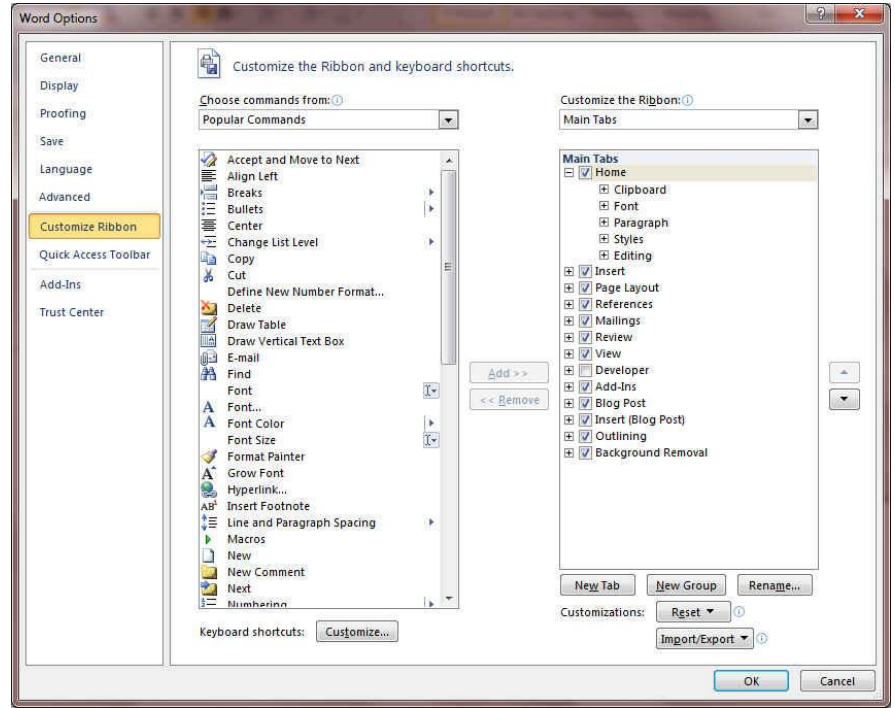 Word Options
General
Display
Proofing
Save
Language
Advanced
Customize Ribbon
Quick Access Toolbar
Add-Ins
Trust Center
Customize the Ribbon and keyboard shortcuts.
Choose commands from:
Popular Commands
Accept and Move to Next
Align Left
Breaks
Bullets
Center
Change List Level
Copy
Cut
Define New Number Format...
Delete
Draw Table
Draw Vertical Text Box
E-mail
Find
Font
Font...
Font Color
Font Size
Format Painter
Grow Font
Hyperlink...
Insert Footnote
Line and Paragraph Spacing
Macros
New
New Comment
Next
Numbering
Keyboard shortcuts: Customize...
Add >>
<< Remove
Customize the Ribbon:
Main Tabs
Main Tabs
Home
Clipboard
Font
Paragraph
Styles
Editing
Insert
Page Layout
References
Mailings
Review
View
Developer
Add-Ins
Blog Post
Insert (Blog Post)
Outlining
Background Removal
New Tab New Group Rename...
Customizations: Reset
Import/Export
OK Cancel